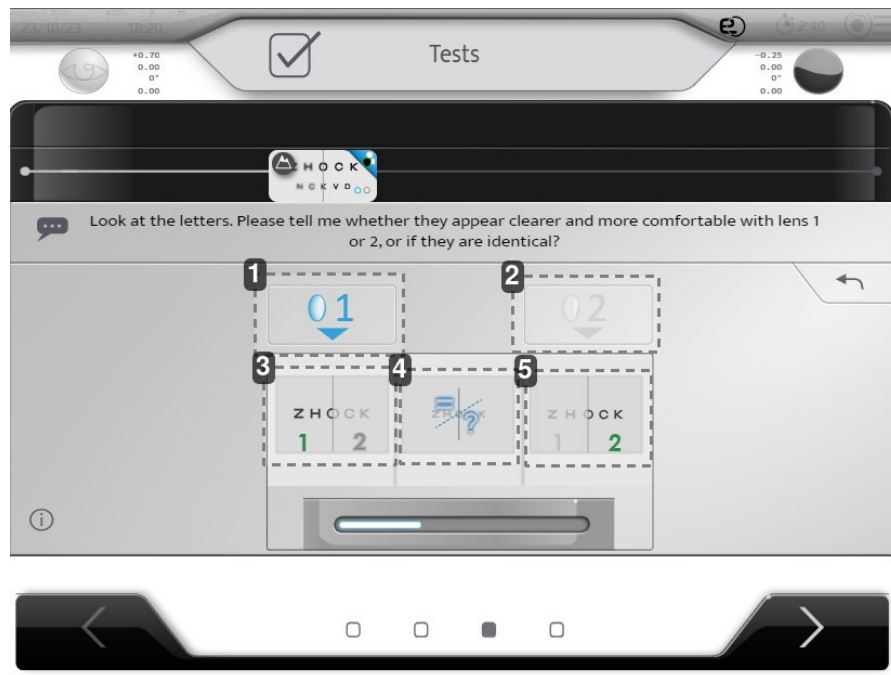 23/10/23 18:20
2'40
Tests
+0.70
0.00
0°
0.00
-0.25
0.00
0°
0.00
ZHOCK
NCKVD
Look at the letters. Please tell me whether they appear clearer and more comfortable with lens 1
or 2, or if they are identical?
1
2
01
02
3
4
5
ZHOCK
1 2
ZHOCK
= ?
ZHOCK
1 2